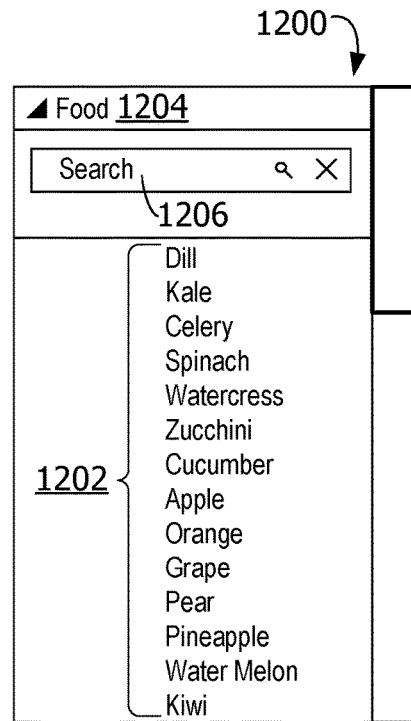 1200
Food 1204
Search
1206
Dill
Kale
Celery
Spinach
Watercress
Zucchini
Cucumber
1202
Apple
Orange
Grape
Pear
Pineapple
Water Melon
Kiwi